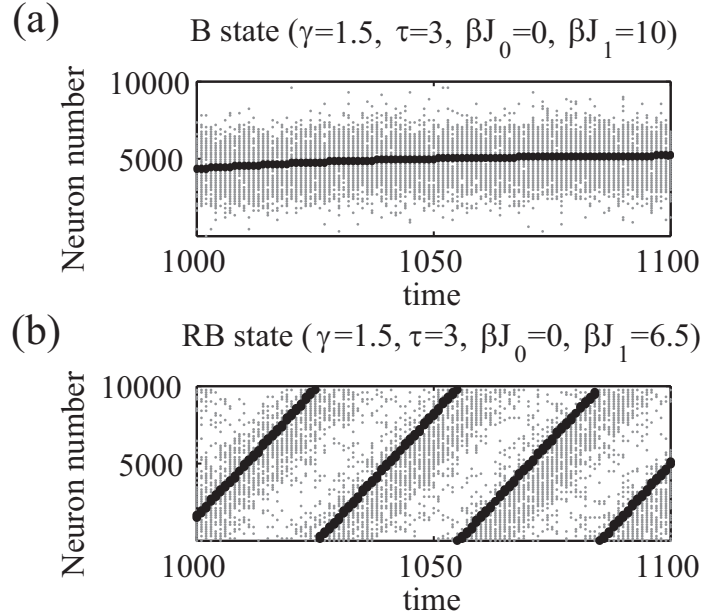 (a)
B state (γ=1.5, τ=3, βJ₀=0, βJ₁=10)
10000
5000
Neuron number
1000 1050 1100
time
(b)
RB state (γ=1.5, τ=3, βJ₀=0, βJ₁=6.5)
10000
5000
Neuron number
1000 1050 1100
time